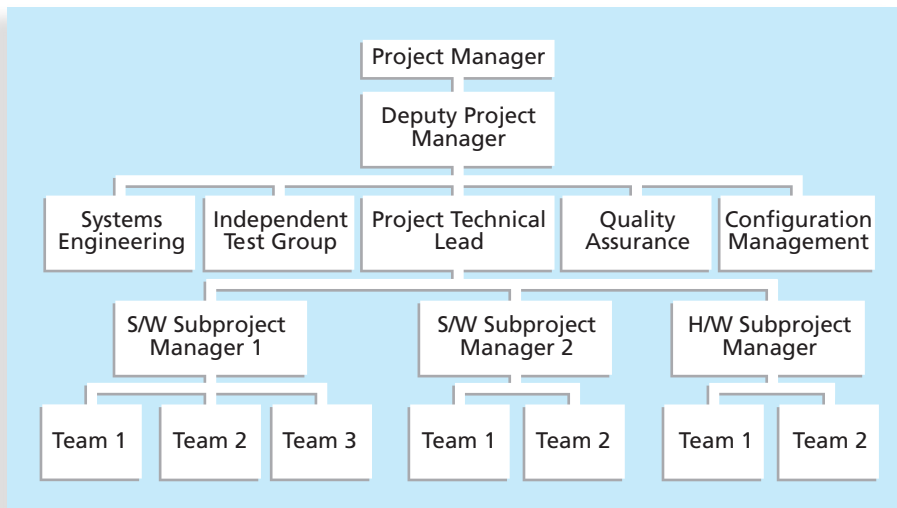 Project Manager
Deputy Project
Manager
Systems
Engineering
Independent
Test Group
Project Technical
Lead
Quality
Assurance
Configuration
Management
S/W Subproject
Manager 1
S/W Subproject
Manager 2
H/W Subproject
Manager
Team 1
Team 2
Team 3
Team 1
Team 2
Team 1
Team 2